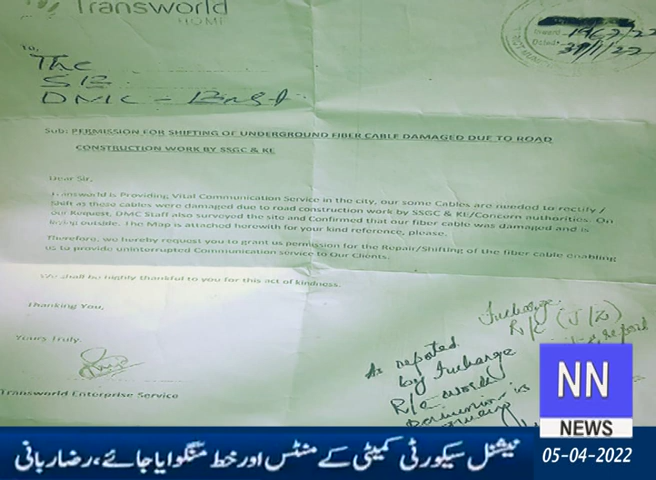 Transworld
HOME
Inward 1962/22
Dated: 31/1/22
To,
The
S.E
DMC - East.
Sub: PERMISSION FOR SHIFTING OF UNDERGROUND FIBER CABLE DAMAGED DUE TO ROAD
CONSTRUCTION WORK BY SSGC & KE
Dear Sir,
Transworld is Providing Vital Communication Service in the city, our some Cables are needed to rectify /
Shift as these cables were damaged due to road construction work by SSGC & KE/Concern authorities. On
our Request, DMC Staff also surveyed the site and Confirmed that our fiber cable was damaged and is
lying outside. The Map is attached herewith for your kind reference, please.
Therefore, we hereby request you to grant us permission for the Repair/Shifting of the fiber cable enabling
us to provide uninterrupted Communication service to Our Clients.
We shall be highly thankful to you for this act of kindness.
Thanking You,
Yours Truly,
Transworld Enterprise Service
Incharge
R/C (J/Z)
report
As reported
by Incharge
R/C
NN
NEWS
05-04-2022
نیشنل سیکورٹی کمیٹی کے منٹس اور خط منگوایا جائے، رضا ربانی